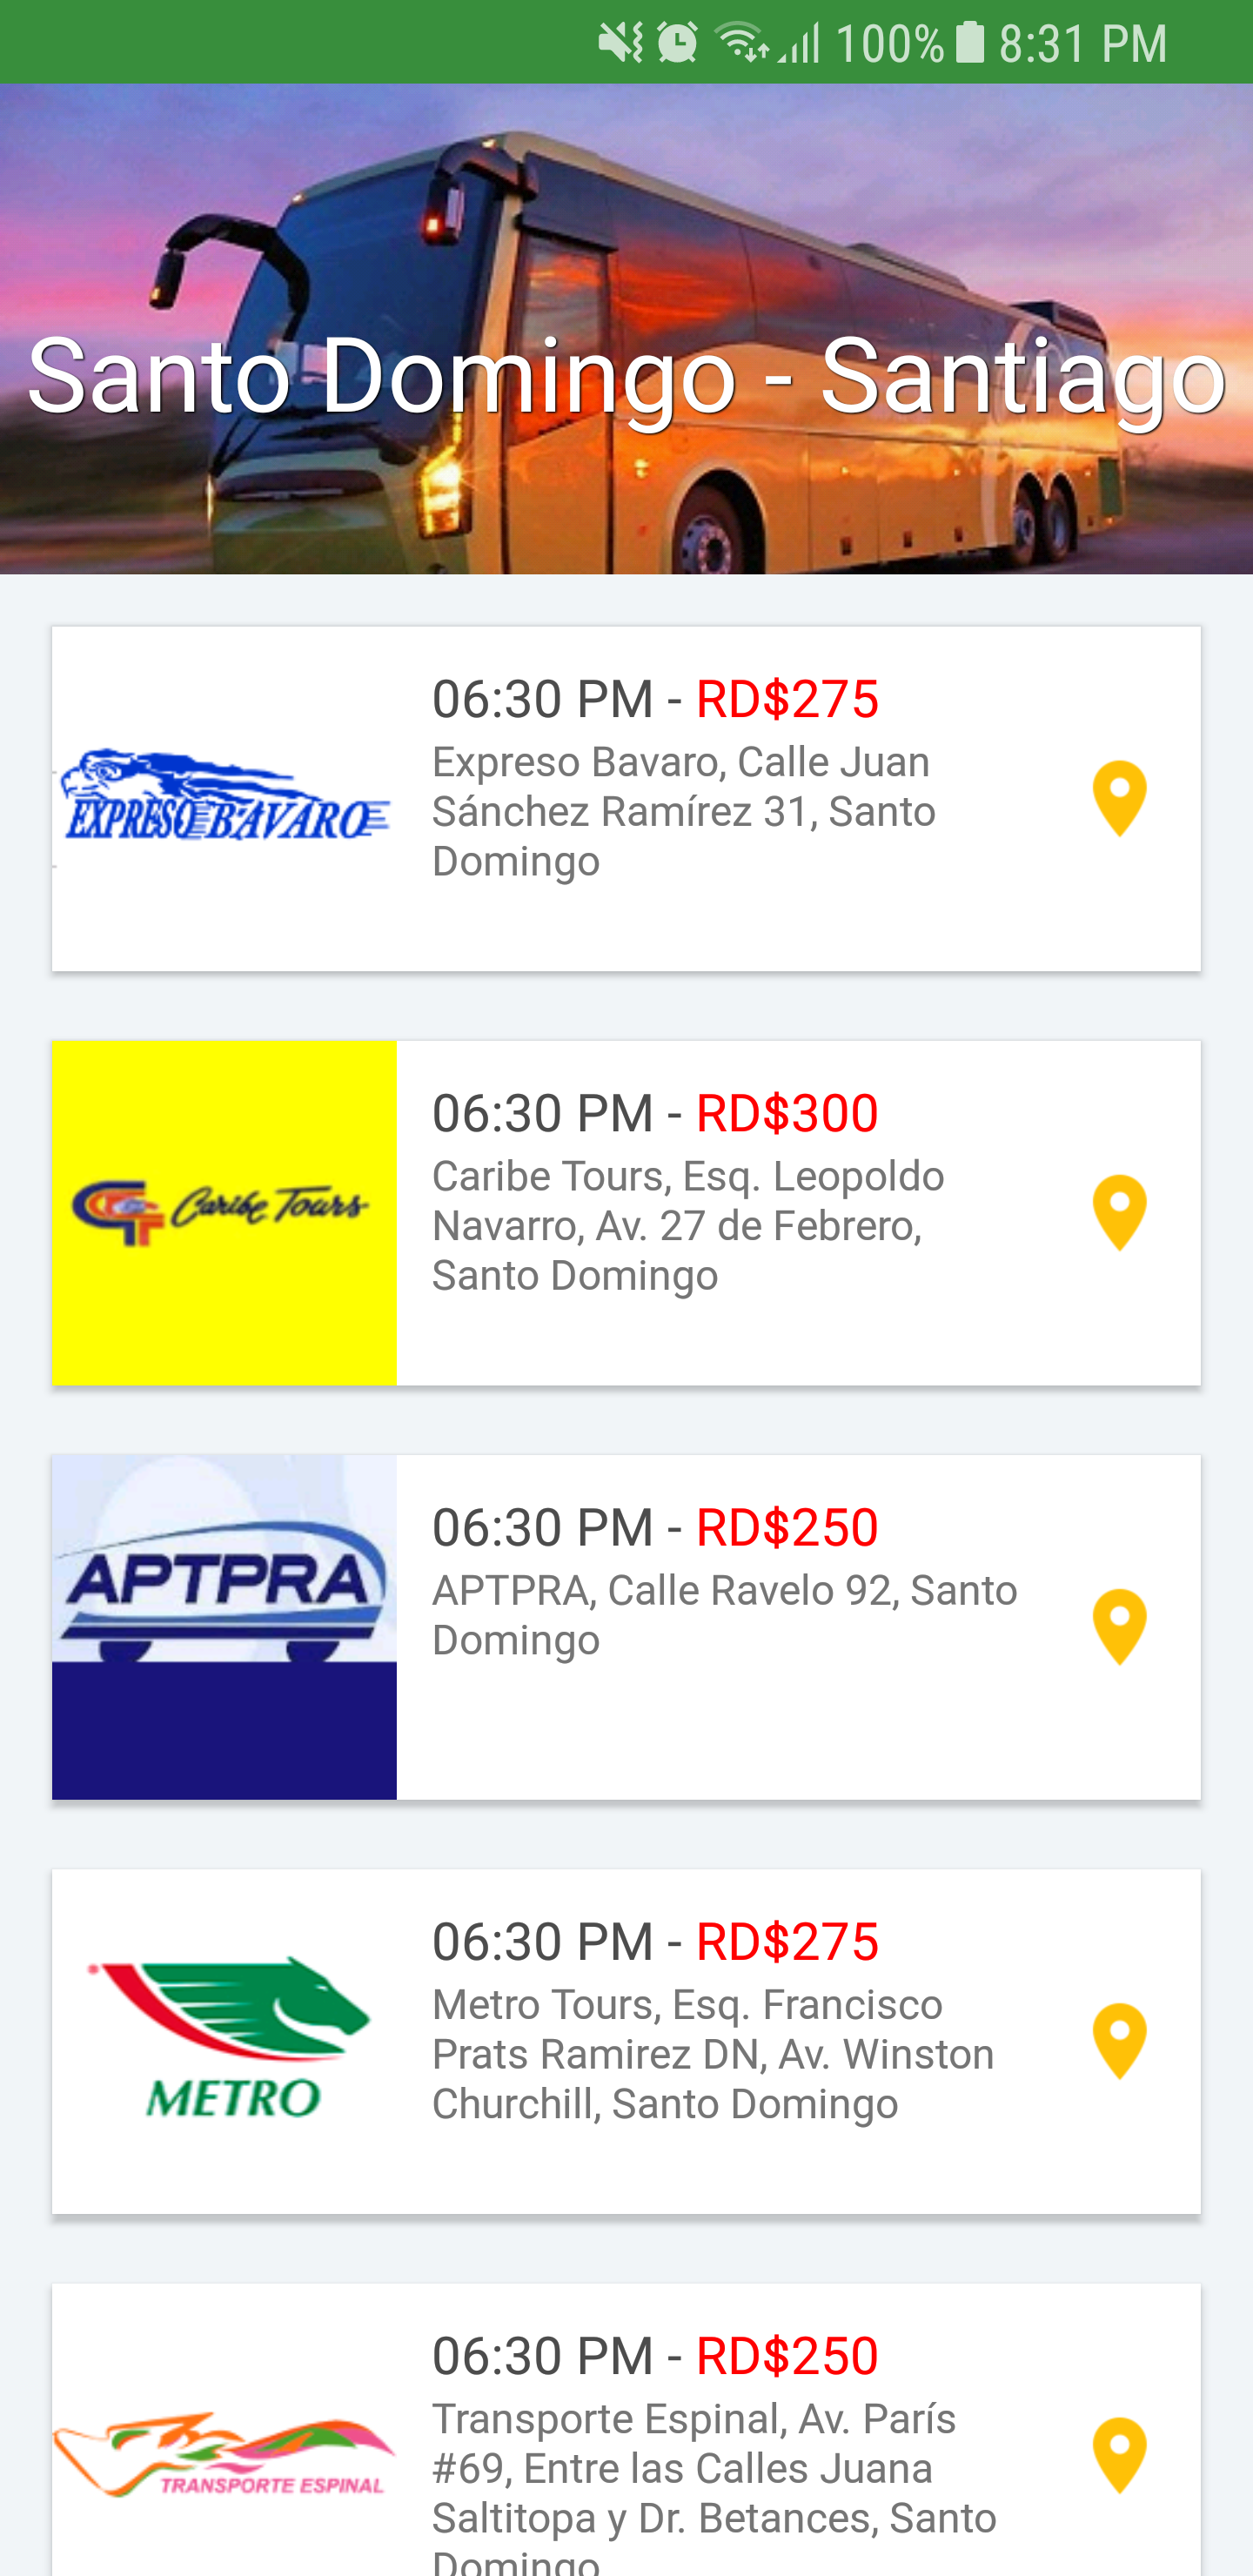 100% 8:31 PM
Santo Domingo - Santiago
EXPRESO BAVARO
06:30 PM - RD$275
Expreso Bavaro, Calle Juan
Sánchez Ramírez 31, Santo
Domingo
Caribe Tours
06:30 PM - RD$300
Caribe Tours, Esq. Leopoldo
Navarro, Av. 27 de Febrero,
Santo Domingo
APTPRA
06:30 PM - RD$250
APTPRA, Calle Ravelo 92, Santo
Domingo
METRO
06:30 PM - RD$275
Metro Tours, Esq. Francisco
Prats Ramirez DN, Av. Winston
Churchill, Santo Domingo
TRANSPORTE ESPINAL
06:30 PM - RD$250
Transporte Espinal, Av. París
#69, Entre las Calles Juana
Saltitopa y Dr. Betances, Santo
Domingo